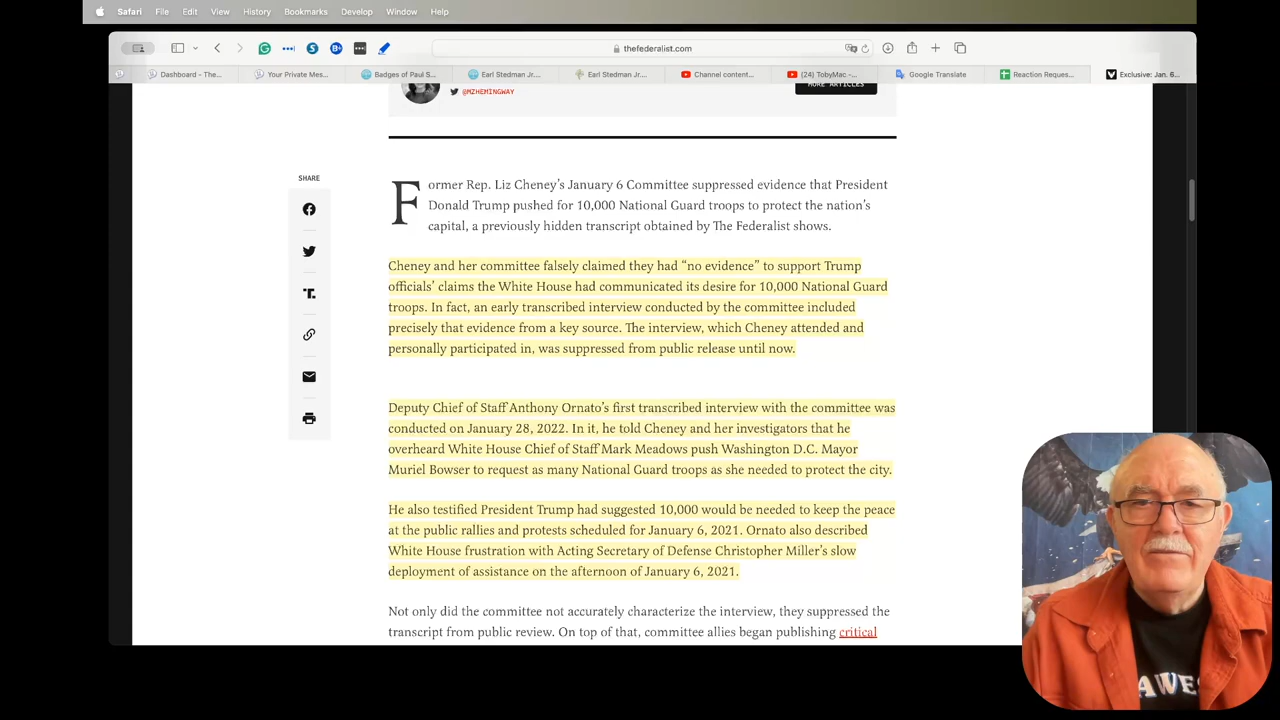 Safari File Edit View History Bookmarks Develop Window Help
thefederalist.com
Dashboard - The... Your Private Mes... Badges of Paul S... Earl Stedman Jr.... Earl Stedman Jr.... Channel content... (24) TobyMac -... Google Translate Reaction Reques... Exclusive: Jan. 6...
@MZHEMINGWAY
MORE ARTICLES
SHARE
Former Rep. Liz Cheney's January 6 Committee suppressed evidence that President
Donald Trump pushed for 10,000 National Guard troops to protect the nation's
capital, a previously hidden transcript obtained by The Federalist shows.
Cheney and her committee falsely claimed they had “no evidence” to support Trump
officials' claims the White House had communicated its desire for 10,000 National Guard
troops. In fact, an early transcribed interview conducted by the committee included
precisely that evidence from a key source. The interview, which Cheney attended and
personally participated in, was suppressed from public release until now.
Deputy Chief of Staff Anthony Ornato's first transcribed interview with the committee was
conducted on January 28, 2022. In it, he told Cheney and her investigators that he
overheard White House Chief of Staff Mark Meadows push Washington D.C. Mayor
Muriel Bowser to request as many National Guard troops as she needed to protect the city.
He also testified President Trump had suggested 10,000 would be needed to keep the peace
at the public rallies and protests scheduled for January 6, 2021. Ornato also described
White House frustration with Acting Secretary of Defense Christopher Miller's slow
deployment of assistance on the afternoon of January 6, 2021.
Not only did the committee not accurately characterize the interview, they suppressed the
transcript from public review. On top of that, committee allies began publishing critical